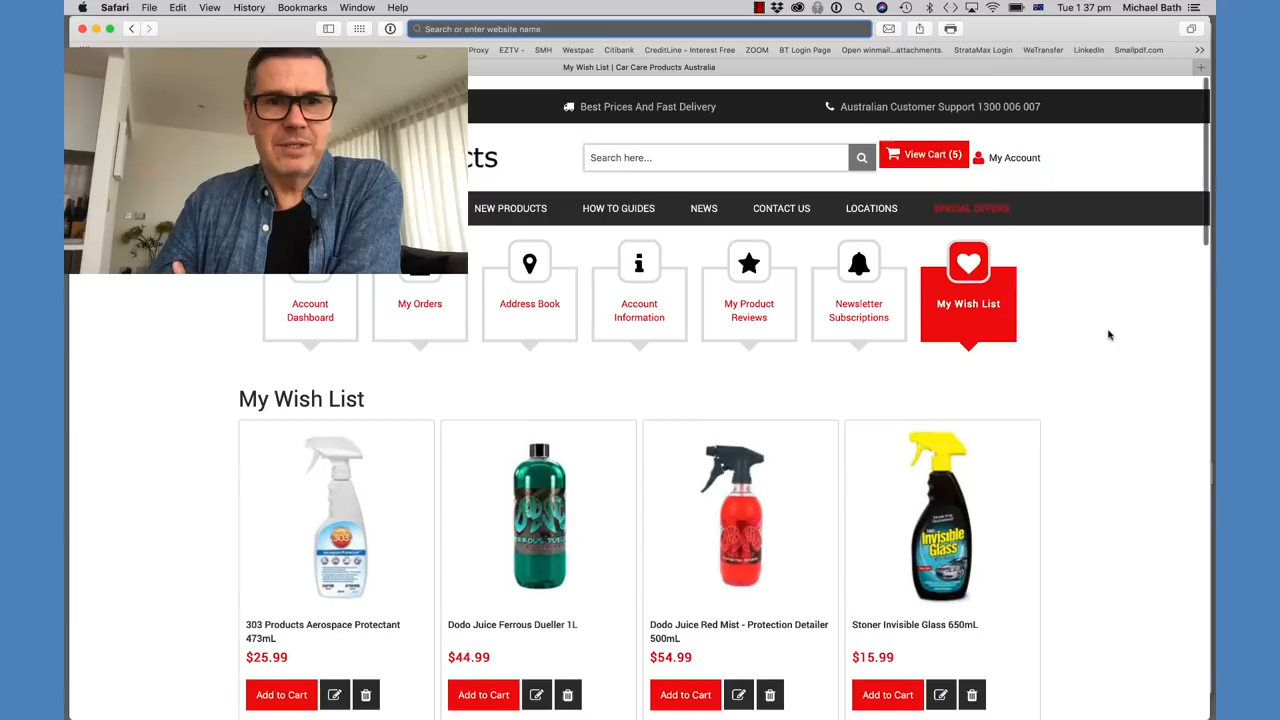 Safari File Edit View History Bookmarks Window Help
Tue 1 37 pm Michael Bath
Search or enter website name
Proxy EZTV - SMH Westpac Citibank CreditLine - Interest Free ZOOM BT Login Page Open winmail...attachments. StrataMax Login WeTransfer LinkedIn Smallpdf.com
My Wish List | Car Care Products Australia
Best Prices And Fast Delivery
Australian Customer Support 1300 006 007
cts
Search here...
View Cart (5)
My Account
NEW PRODUCTS HOW TO GUIDES NEWS CONTACT US LOCATIONS SPECIAL OFFERS
Account
Dashboard
My Orders
Address Book
Account
Information
My Product
Reviews
Newsletter
Subscriptions
My Wish List
My Wish List
303
Invisible
Glass
303 Products Aerospace Protectant
473mL
$25.99
Add to Cart
Dodo Juice Ferrous Dueller 1L
$44.99
Add to Cart
Dodo Juice Red Mist - Protection Detailer
500mL
$54.99
Add to Cart
Stoner Invisible Glass 650mL
$15.99
Add to Cart